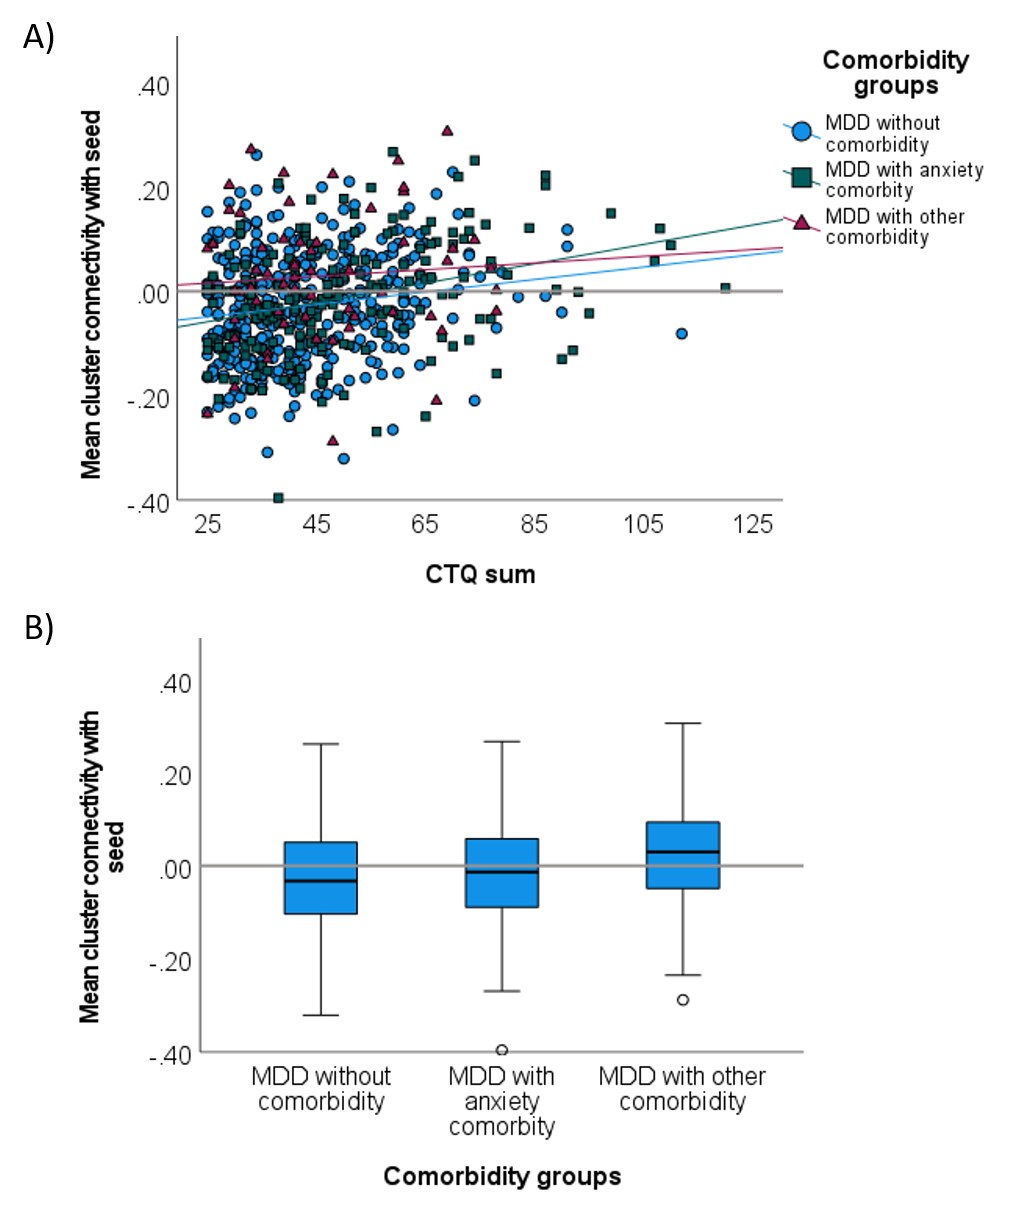 A)
Mean cluster connectivity with seed
.40
.20
.00
-.20
-.40
25 45 65 85 105 125
CTQ sum
Comorbidity
groups
MDD without
comorbidity
MDD with anxiety
comorbity
MDD with other
comorbidity
B)
Mean cluster connectivity with
seed
.40
.20
.00
-.20
-.40
MDD without
comorbidity
MDD with
anxiety
comorbity
MDD with other
comorbidity
Comorbidity groups